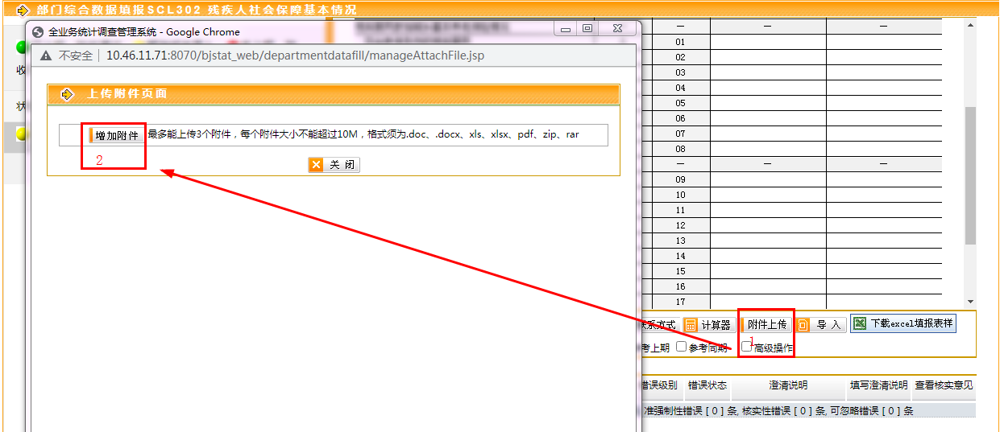 部门综合数据填报SCL302 残疾人社会保障基本情况
全业务统计调查管理系统 - Google Chrome
不安全 10.46.11.71:8070/bjstat_web/departmentdatafill/manageAttachFile.jsp
上传附件页面
增加附件 最多能上传3个附件，每个附件大小不能超过10M，格式须为.doc、.docx、xls、xlsx、pdf、zip、rar
2
关 闭
收
状
— — —
01
02
03
04
05
06
07
08
— — —
09
10
11
12
13
14
15
16
17
系方式 计算器 附件上传 导 入 下载excel填报表样
考上期 参考同期 高级操作
1
错误级别 错误状态 澄清说明 填写澄清说明 查看核实意见
准强制性错误 [ 0 ] 条, 核实性错误 [ 0 ] 条, 可忽略错误 [ 0 ] 条